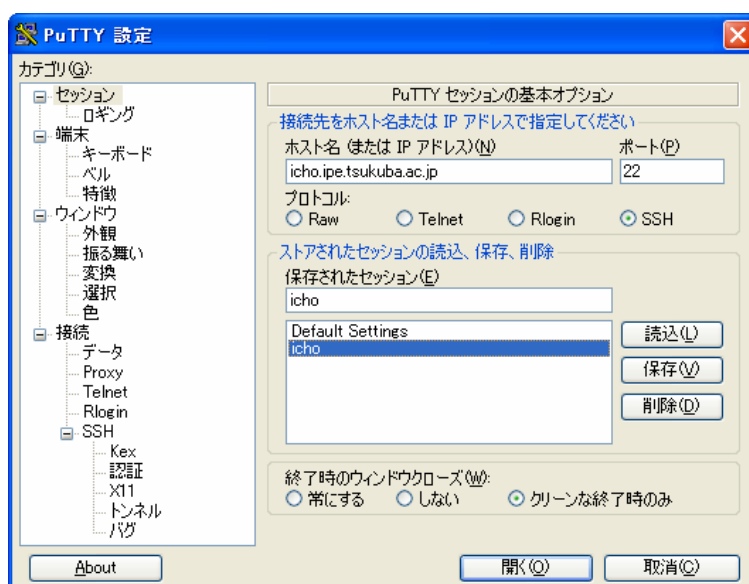 PuTTY 設定
カテゴリ(G):
セッション
ロギング
端末
キーボード
ベル
特徴
ウィンドウ
外観
振る舞い
変換
選択
色
接続
データ
Proxy
Telnet
Rlogin
SSH
Kex
認証
X11
トンネル
バグ
PuTTY セッションの基本オプション
接続先をホスト名または IP アドレスで指定してください
ホスト名 (または IP アドレス)(N) ポート(P)
icho.ipe.tsukuba.ac.jp 22
プロトコル:
Raw Telnet Rlogin SSH
ストアされたセッションの読込、保存、削除
保存されたセッション(E)
icho
Default Settings
icho
読込(L)
保存(V)
削除(D)
終了時のウィンドウクローズ(W):
常にする しない クリーンな終了時のみ
About 開く(O) 取消(C)